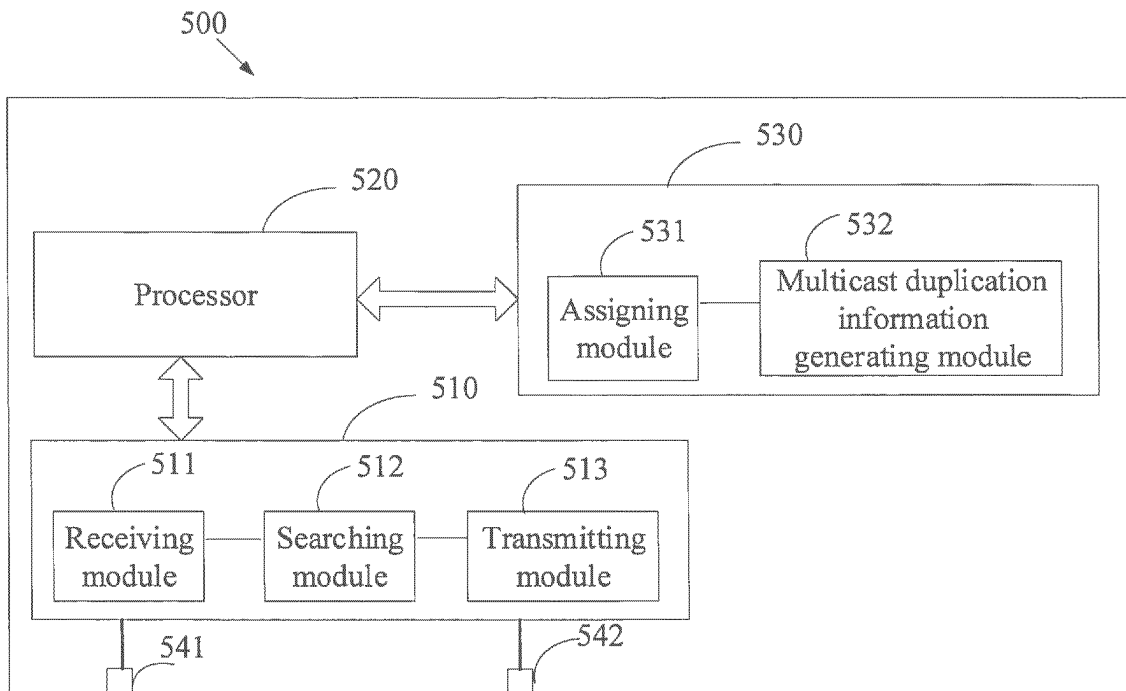 500
530
520
531
532
Processor
Assigning
module
Multicast duplication
information
generating module
510
511
512
513
Receiving
module
Searching
module
Transmitting
module
541
542